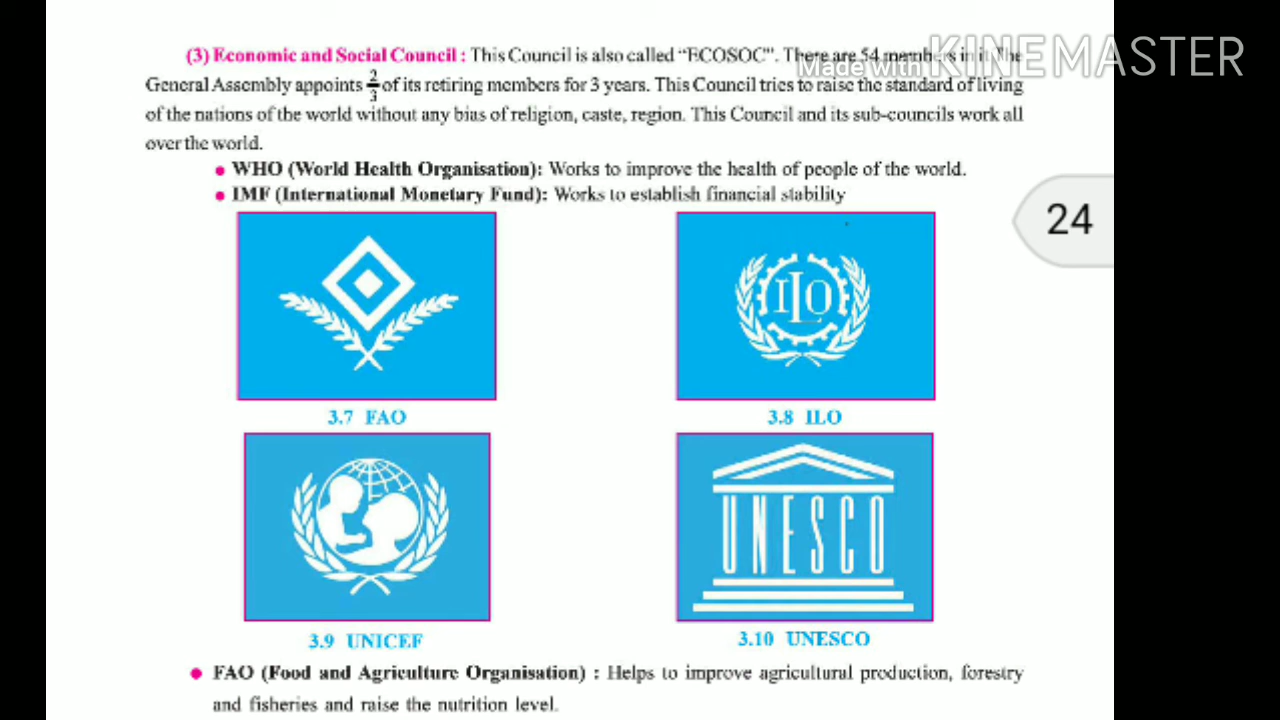 (3) Economic and Social Council : This Council is also called "ECOSOC". There are 54 members in it. The
Made with KINEMASTER
General Assembly appoints 2/3 of its retiring members for 3 years. This Council tries to raise the standard of living
of the nations of the world without any bias of religion, caste, region. This Council and its sub-councils work all
over the world.
• WHO (World Health Organisation): Works to improve the health of people of the world.
• IMF (International Monetary Fund): Works to establish financial stability
24
ILO
3.7 FAO
3.8 ILO
UNESCO
3.9 UNICEF
3.10 UNESCO
• FAO (Food and Agriculture Organisation) : Helps to improve agricultural production, forestry
and fisheries and raise the nutrition level.